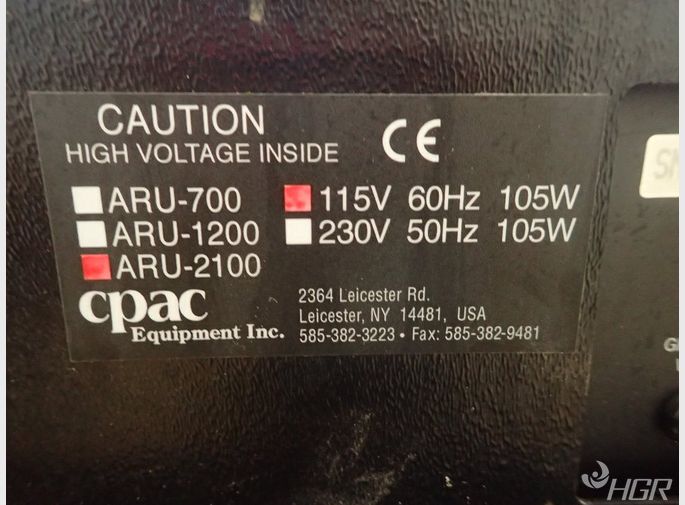 CAUTION
HIGH VOLTAGE INSIDE
CE
ARU-700
115V 60Hz 105W
ARU-1200
230V 50Hz 105W
ARU-2100
cpac
Equipment Inc.
2364 Leicester Rd.
Leicester, NY 14481, USA
585-382-3223 • Fax: 585-382-9481
HGR